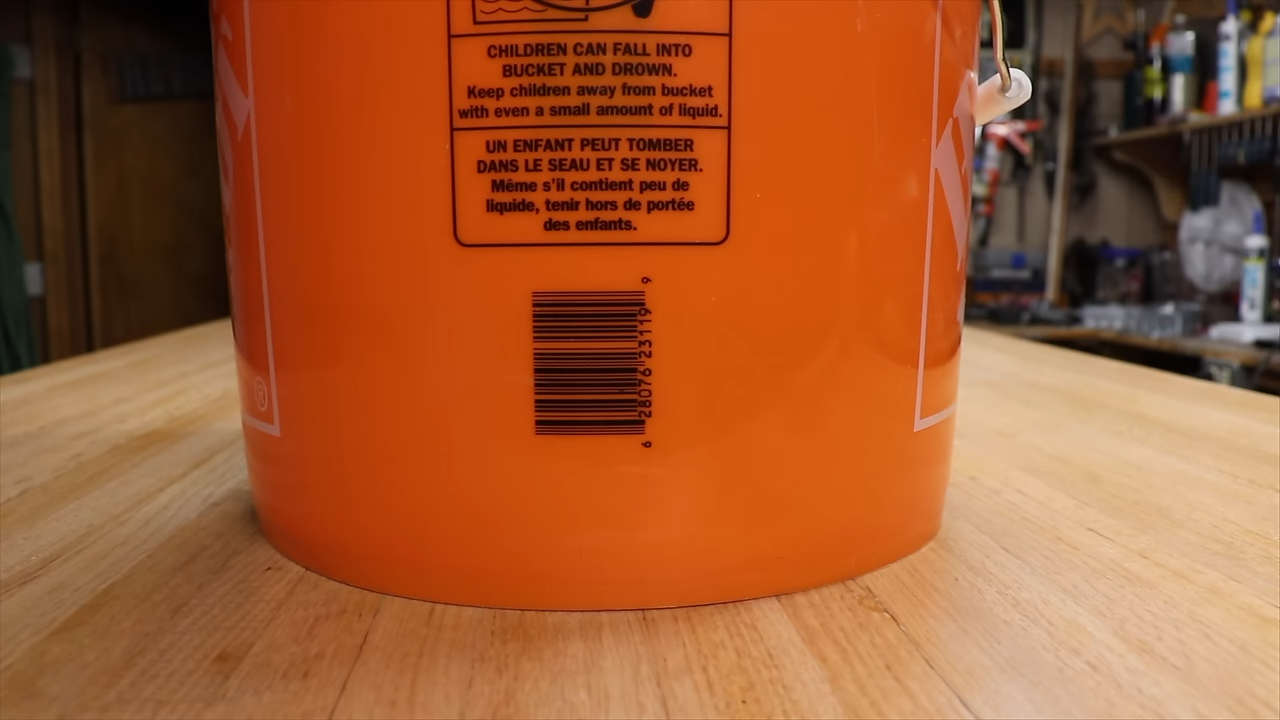 CHILDREN CAN FALL INTO
BUCKET AND DROWN.
Keep children away from bucket
with even a small amount of liquid.
UN ENFANT PEUT TOMBER
DANS LE SEAU ET SE NOYER.
Même s'il contient peu de
liquide, tenir hors de portée
des enfants.
6 28076 23119 9
®